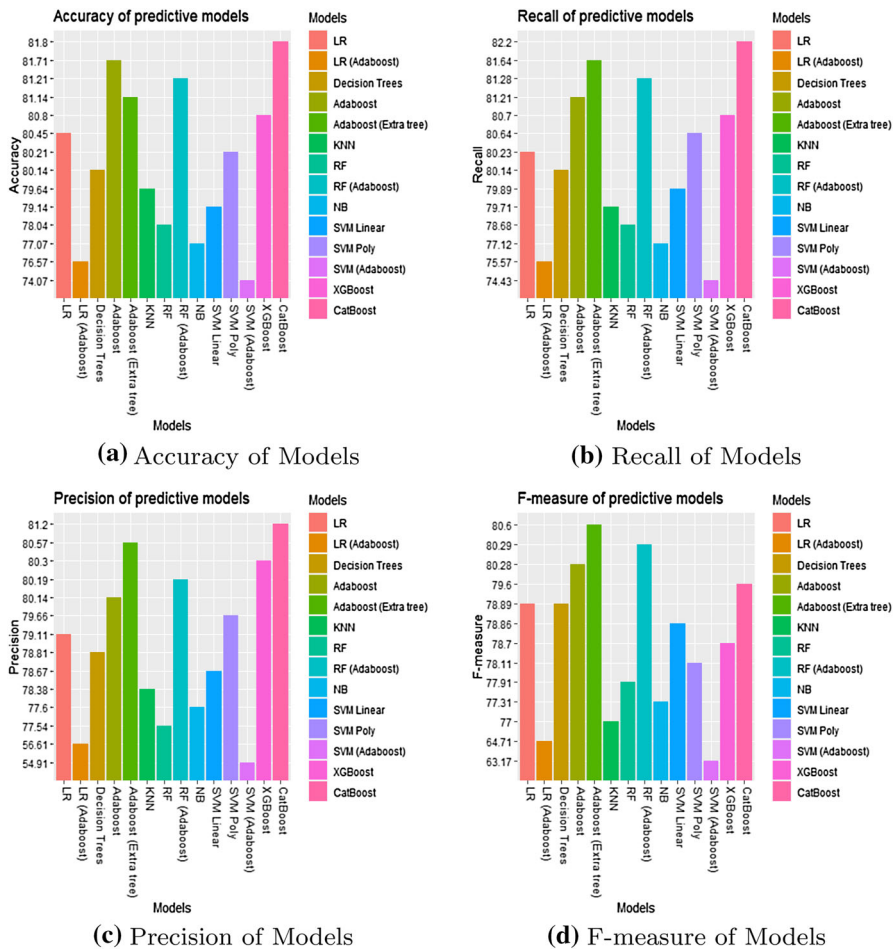 Accuracy of predictive models
Accuracy
81.8
81.71
81.21
81.14
80.8
80.45
80.21
80.14
79.64
79.14
78.04
77.07
76.57
74.07
LR
LR (Adaboost)
Decision Trees
Adaboost
Adaboost (Extra tree)
KNN
RF
RF (Adaboost)
NB
SVM Linear
SVM Poly
SVM (Adaboost)
XGBoost
CatBoost
Models
Models
LR
LR (Adaboost)
Decision Trees
Adaboost
Adaboost (Extra tree)
KNN
RF
RF (Adaboost)
NB
SVM Linear
SVM Poly
SVM (Adaboost)
XGBoost
CatBoost
(a) Accuracy of Models
Recall of predictive models
Recall
82.2
81.64
81.28
81.21
80.7
80.64
80.23
80.14
79.89
79.71
78.68
77.12
75.57
74.43
LR
LR (Adaboost)
Decision Trees
Adaboost
Adaboost (Extra tree)
KNN
RF
RF (Adaboost)
NB
SVM Linear
SVM Poly
SVM (Adaboost)
XGBoost
CatBoost
Models
Models
LR
LR (Adaboost)
Decision Trees
Adaboost
Adaboost (Extra tree)
KNN
RF
RF (Adaboost)
NB
SVM Linear
SVM Poly
SVM (Adaboost)
XGBoost
CatBoost
(b) Recall of Models
Precision of predictive models
Precision
81.2
80.57
80.3
80.19
80.14
79.66
79.11
78.81
78.67
78.38
77.6
77.54
56.61
54.91
LR
LR (Adaboost)
Decision Trees
Adaboost
Adaboost (Extra tree)
KNN
RF
RF (Adaboost)
NB
SVM Linear
SVM Poly
SVM (Adaboost)
XGBoost
CatBoost
Models
Models
LR
LR (Adaboost)
Decision Trees
Adaboost
Adaboost (Extra tree)
KNN
RF
RF (Adaboost)
NB
SVM Linear
SVM Poly
SVM (Adaboost)
XGBoost
CatBoost
(c) Precision of Models
F-measure of predictive models
F-measure
80.6
80.29
80.28
79.6
78.89
78.86
78.7
78.11
77.91
77.31
77
64.71
63.17
LR
LR (Adaboost)
Decision Trees
Adaboost
Adaboost (Extra tree)
KNN
RF
RF (Adaboost)
NB
SVM Linear
SVM Poly
SVM (Adaboost)
XGBoost
CatBoost
Models
Models
LR
LR (Adaboost)
Decision Trees
Adaboost
Adaboost (Extra tree)
KNN
RF
RF (Adaboost)
NB
SVM Linear
SVM Poly
SVM (Adaboost)
XGBoost
CatBoost
(d) F-measure of Models